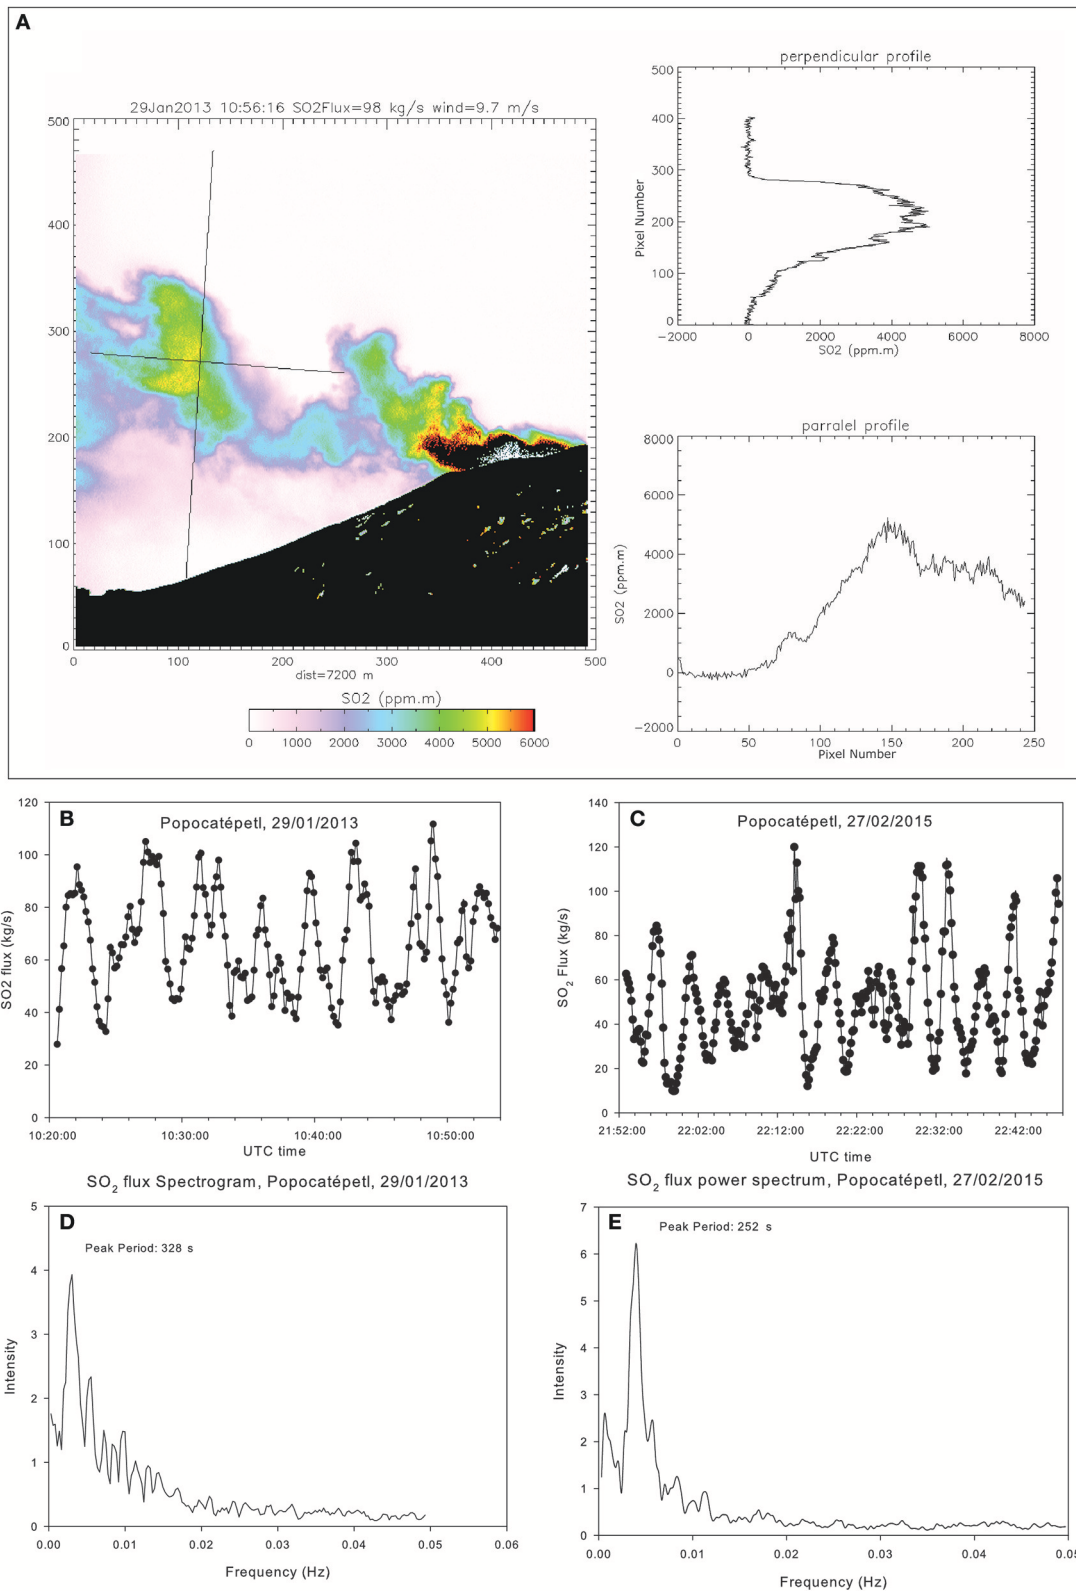 A
29Jan2013 10:56:16 SO2Flux=98 kg/s wind=9.7 m/s
500
400
300
200
100
0
0 100 200 300 400 500
dist=7200 m
SO2 (ppm.m)
0 1000 2000 3000 4000 5000 6000
perpendicular profile
500
400
300
200
100
0
Pixel Number
−2000 0 2000 4000 6000 8000
SO2 (ppm.m)
parralel profile
8000
6000
4000
2000
0
−2000
SO2 (ppm.m)
0 50 100 150 200 250
Pixel Number
B
Popocatépetl, 29/01/2013
120
100
80
60
40
20
0
SO2 flux (kg/s)
10:20:00 10:30:00 10:40:00 10:50:00
UTC time
C
Popocatépetl, 27/02/2015
140
120
100
80
60
40
20
0
SO2 Flux (kg/s)
21:52:00 22:02:00 22:12:00 22:22:00 22:32:00 22:42:00
UTC time
SO2 flux Spectrogram, Popocatépetl, 29/01/2013
D
Peak Period: 328 s
5
4
3
2
1
0
Intensity
0.00 0.01 0.02 0.03 0.04 0.05 0.06
Frequency (Hz)
SO2 flux power spectrum, Popocatépetl, 27/02/2015
E
Peak Period: 252 s
7
6
5
4
3
2
1
0
Intensity
0.00 0.01 0.02 0.03 0.04 0.05
Frequency (Hz)